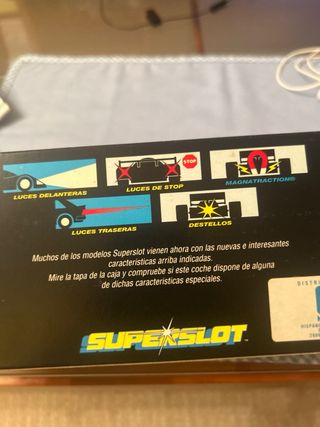 STOP
LUCES DELANTERAS
LUCES DE STOP
MAGNATRACTION®
LUCES TRASERAS
DESTELLOS
Muchos de los modelos Superslot vienen ahora con las nuevas e interesantes
características arriba indicadas.
Mire la tapa de la caja y compruebe si este coche dispone de alguna
de dichas características especiales.
SUPERSLOT
DISTRI